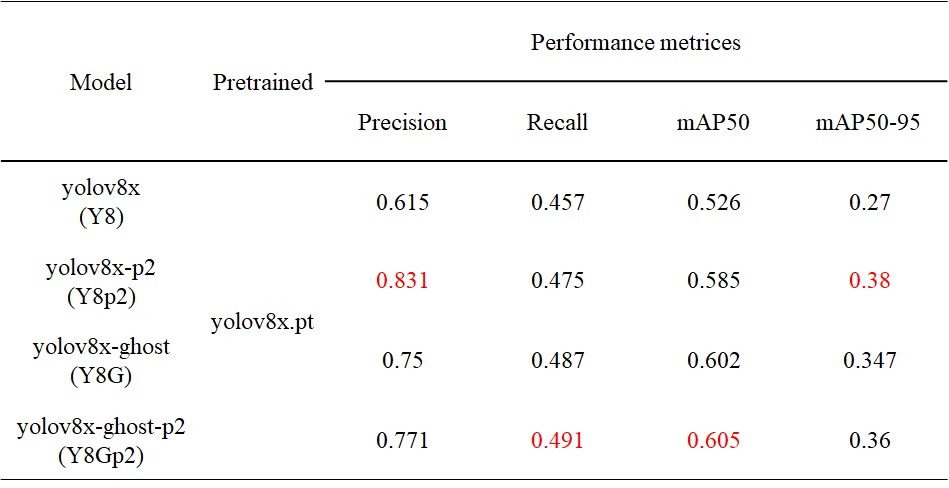 Performance metrices
Model Pretrained
Precision Recall mAP50 mAP50-95
yolov8x
(Y8)
0.615 0.457 0.526 0.27
yolov8x-p2
(Y8p2)
0.831 0.475 0.585 0.38
yolov8x.pt
yolov8x-ghost
(Y8G)
0.75 0.487 0.602 0.347
yolov8x-ghost-p2
(Y8Gp2)
0.771 0.491 0.605 0.36